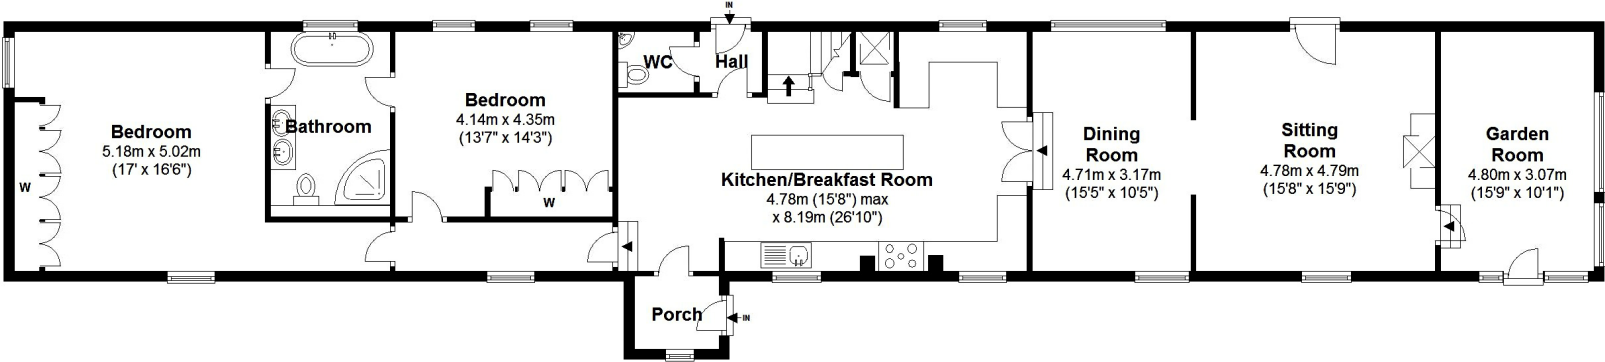 IN
WC
Hall
Bedroom
5.18m x 5.02m
(17' x 16'6")
W
Bathroom
Bedroom
4.14m x 4.35m
(13'7" x 14'3")
W
Kitchen/Breakfast Room
4.78m (15'8") max
x 8.19m (26'10")
Dining
Room
4.71m x 3.17m
(15'5" x 10'5")
Sitting
Room
4.78m x 4.79m
(15'8" x 15'9")
Garden
Room
4.80m x 3.07m
(15'9" x 10'1")
Porch
IN